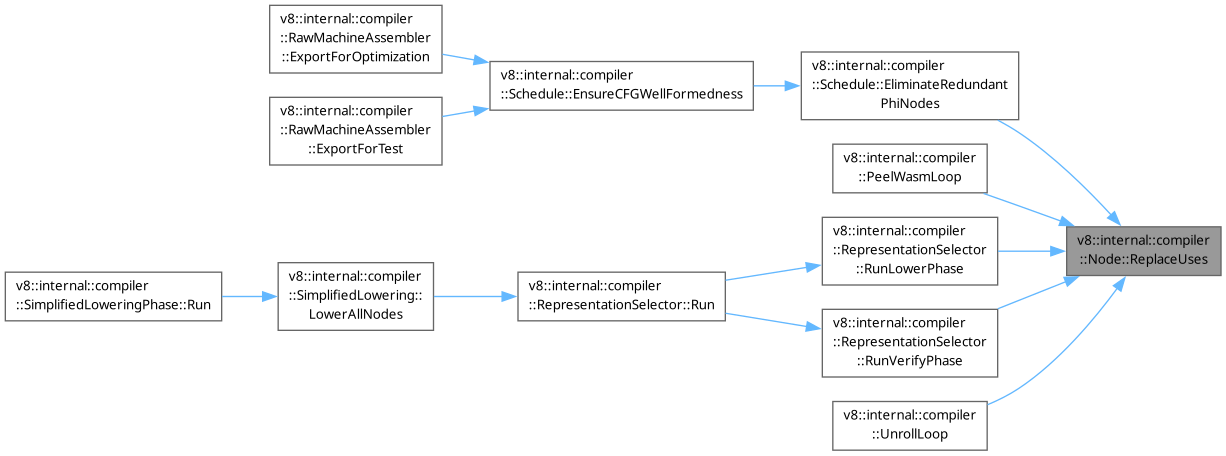 v8::internal::compiler
::RawMachineAssembler
::ExportForOptimization
v8::internal::compiler
::RawMachineAssembler
::ExportForTest
v8::internal::compiler
::Schedule::EnsureCFGWellFormedness
v8::internal::compiler
::Schedule::EliminateRedundant
PhiNodes
v8::internal::compiler
::PeelWasmLoop
v8::internal::compiler
::RepresentationSelector
::RunLowerPhase
v8::internal::compiler
::Node::ReplaceUses
v8::internal::compiler
::SimplifiedLoweringPhase::Run
v8::internal::compiler
::SimplifiedLowering::
LowerAllNodes
v8::internal::compiler
::RepresentationSelector::Run
v8::internal::compiler
::RepresentationSelector
::RunVerifyPhase
v8::internal::compiler
::UnrollLoop